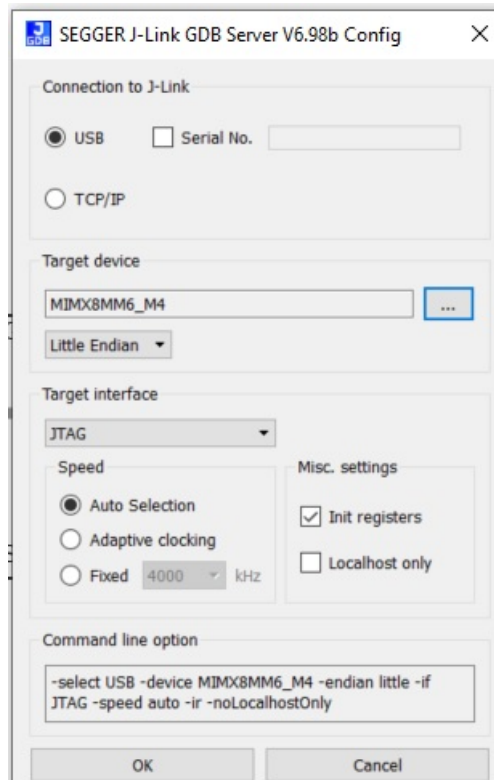 J
GDB
SEGGER J-Link GDB Server V6.98b Config
Connection to J-Link
USB
Serial No.
TCP/IP
Target device
MIMX8MM6_M4
...
Little Endian
Target interface
JTAG
Speed
Misc. settings
Auto Selection
Init registers
Adaptive clocking
Localhost only
Fixed 4000 kHz
Command line option
-select USB -device MIMX8MM6_M4 -endian little -if
JTAG -speed auto -ir -noLocalhostOnly
OK
Cancel